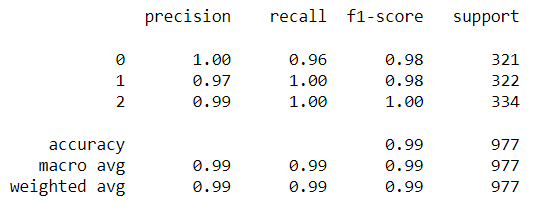 precision recall f1-score support
0 1.00 0.96 0.98 321
1 0.97 1.00 0.98 322
2 0.99 1.00 1.00 334
accuracy 0.99 977
macro avg 0.99 0.99 0.99 977
weighted avg 0.99 0.99 0.99 977